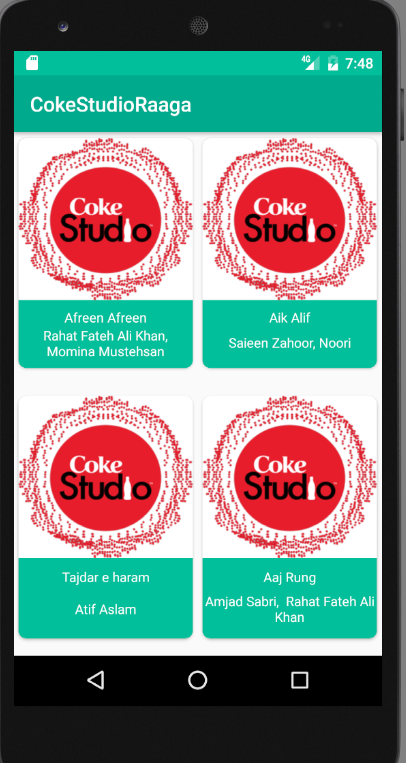 4G 7:48
CokeStudioRaaga
Coke
Studio
Coke
Studio
Afreen Afreen
Rahat Fateh Ali Khan,
Momina Mustehsan
Aik Alif
Saieen Zahoor, Noori
Coke
Studio
Coke
Studio
Tajdar e haram
Atif Aslam
Aaj Rung
Amjad Sabri,  Rahat Fateh Ali
Khan